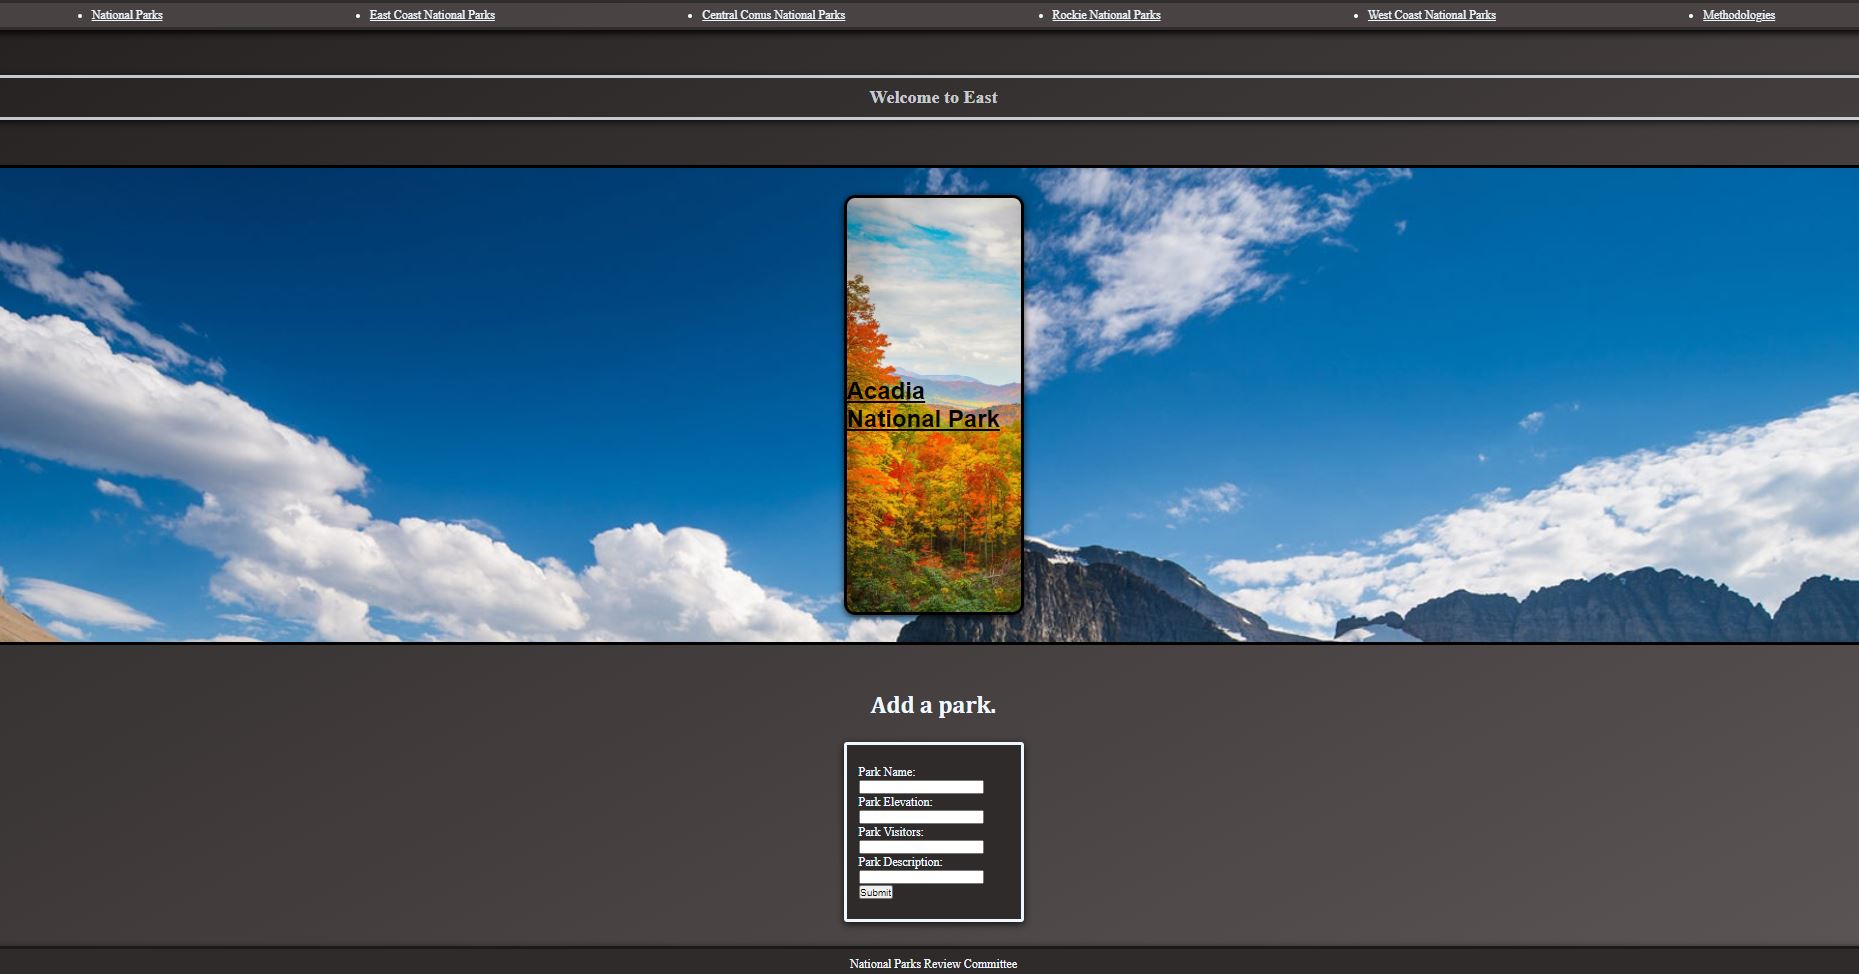 National Parks
East Coast National Parks
Central Conus National Parks
Rockie National Parks
West Coast National Parks
Methodologies
Welcome to East
Acadia
National Park
Add a park.
Park Name:
Park Elevation:
Park Visitors:
Park Description:
Submit
National Parks Review Committee